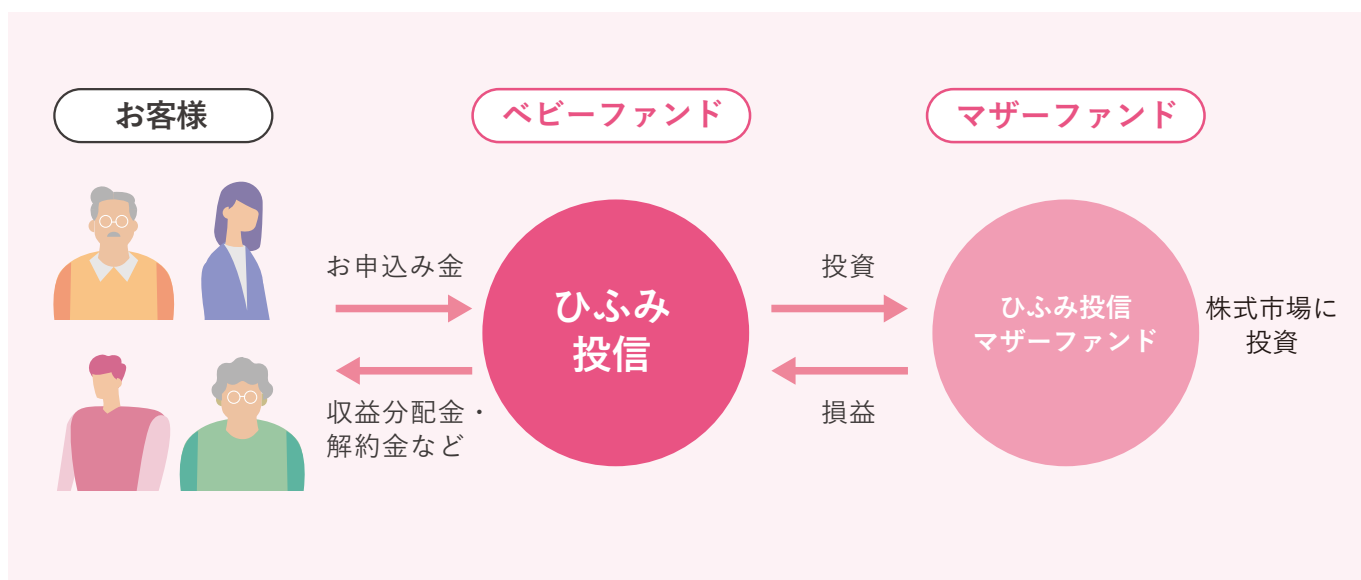 お客様
ベビーファンド
マザーファンド
お申込み金
ひふみ
投信
収益分配金・
解約金など
投資
損益
ひふみ投信
マザーファンド
株式市場に
投資